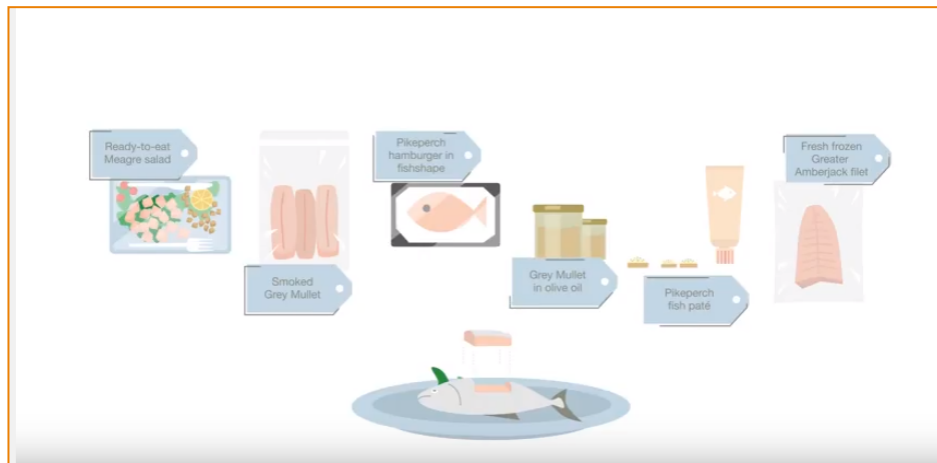 Ready-to-eat
Meagre salad
Smoked
Grey Mullet
Pikeperch
hamburger in
fishshape
Grey Mullet
in olive oil
Pikeperch
fish paté
Fresh frozen
Greater
Amberjack filet